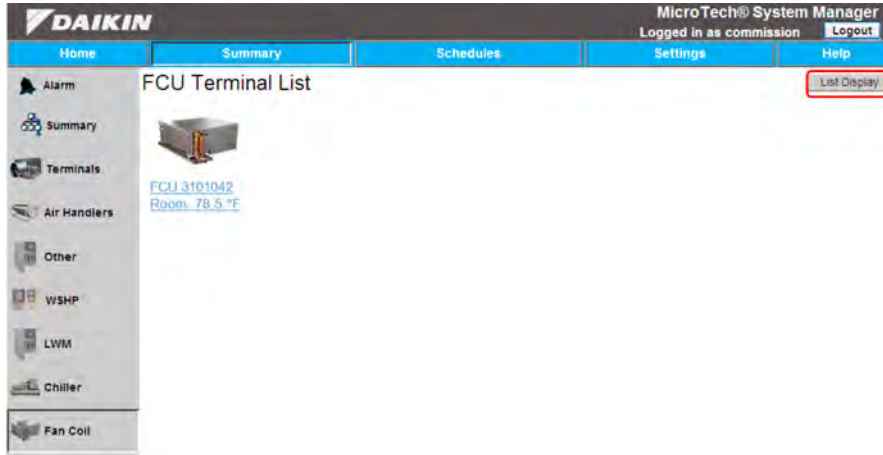 DAIKIN
MicroTech® System Manager
Logged in as commission Logout
Home Summary Schedules Settings Help
FCU Terminal List
List Display
Alarm
Summary
Terminals
Air Handlers
Other
WSHP
LWM
Chiller
Fan Coil
FCU 3101042
Room. 78.5 °F